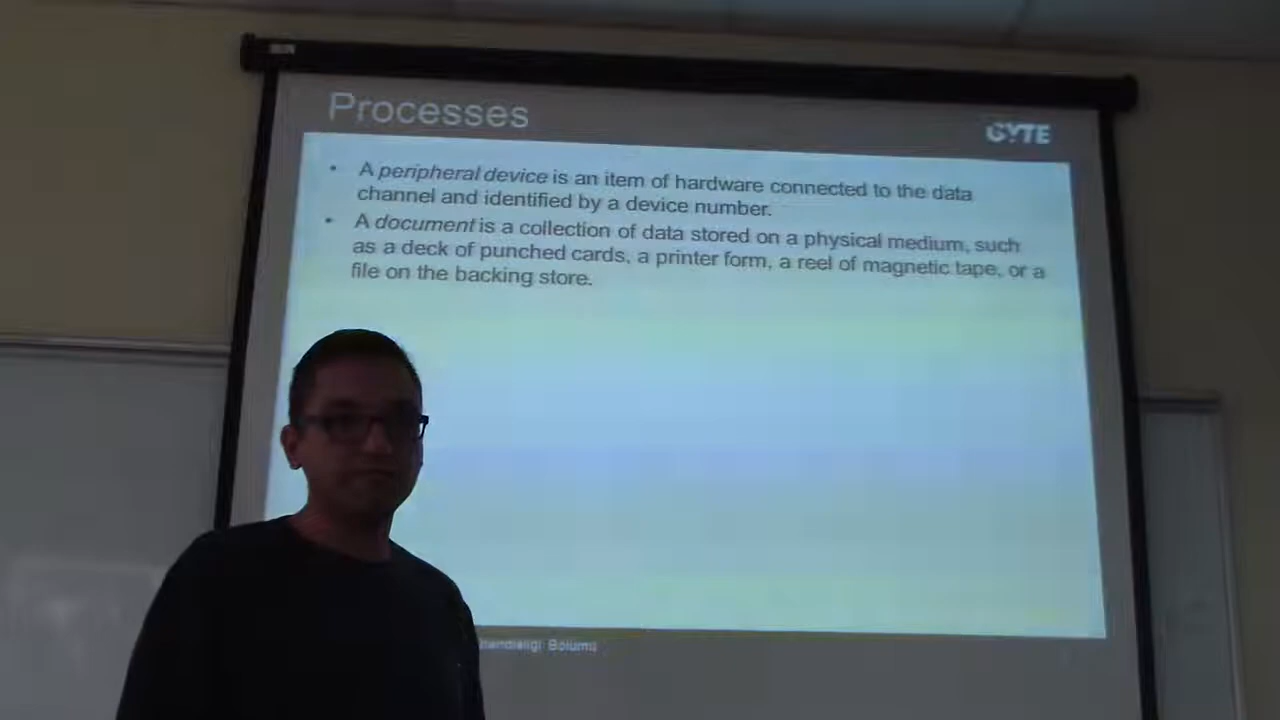 Processes
GYTE
• A peripheral device is an item of hardware connected to the data
channel and identified by a device number.
• A document is a collection of data stored on a physical medium, such
as a deck of punched cards, a printer form, a reel of magnetic tape, or a
file on the backing store.
Bölümü